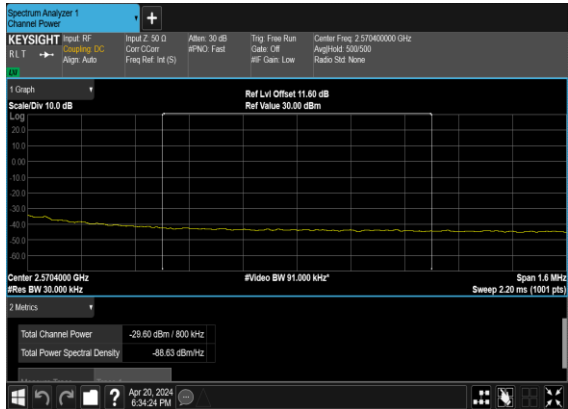 Spectrum Analyzer 1
Channel Power
+
KEYSIGHT
RLT
Input: RF
Coupling: DC
Align: Auto
Input Z: 50 Ω
Corr CCorr
Freq Ref: Int (S)
Atten: 30 dB
#PNO: Fast
Trig: Free Run
Gate: Off
#IF Gain: Low
Center Freq: 2.570400000 GHz
Avg|Hold: 500/500
Radio Std: None
1 Graph
Scale/Div 10.0 dB
Ref Lvl Offset 11.60 dB
Ref Value 30.00 dBm
Log
20.0
10.0
0.00
-10.0
-20.0
-30.0
-40.0
-50.0
-60.0
Center 2.5704000 GHz
#Res BW 30.000 kHz
#Video BW 91.000 kHz*
Span 1.6 MHz
Sweep 2.20 ms (1001 pts)
2 Metrics
Total Channel Power -29.60 dBm / 800 kHz
Total Power Spectral Density -88.63 dBm/Hz
?
Apr 20, 2024
6:34:24 PM